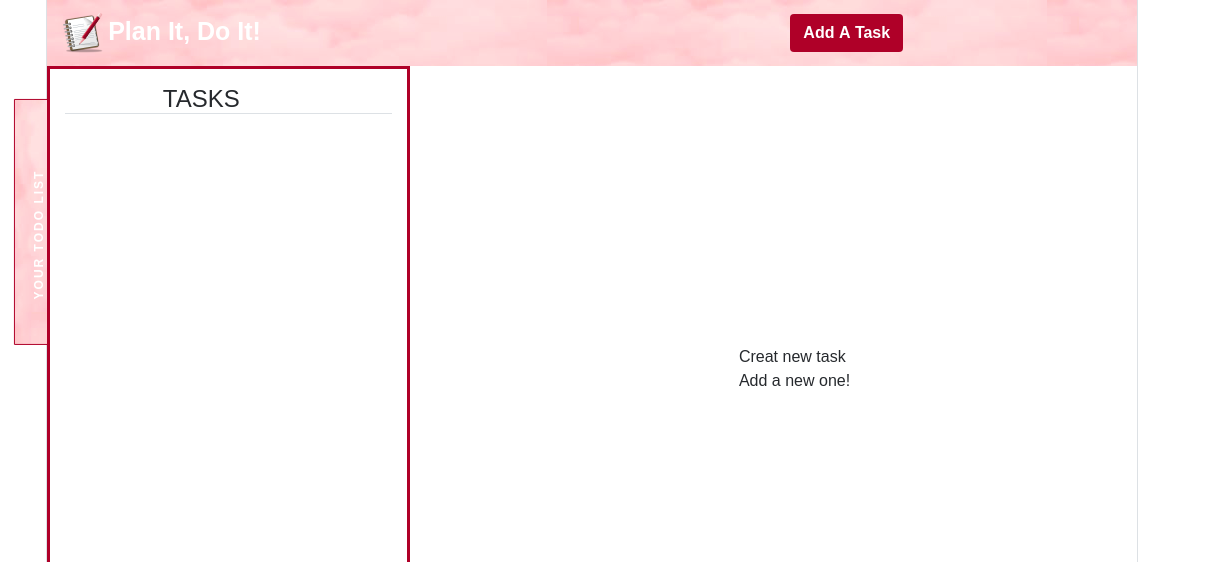 Plan It, Do It!
Add A Task
TASKS
YOUR TODO LIST
Creat new task
Add a new one!